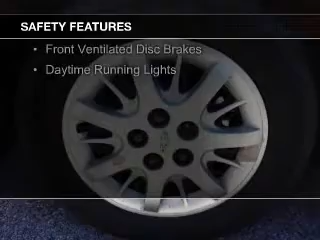 SAFETY FEATURES
• Front Ventilated Disc Brakes
• Daytime Running Lights